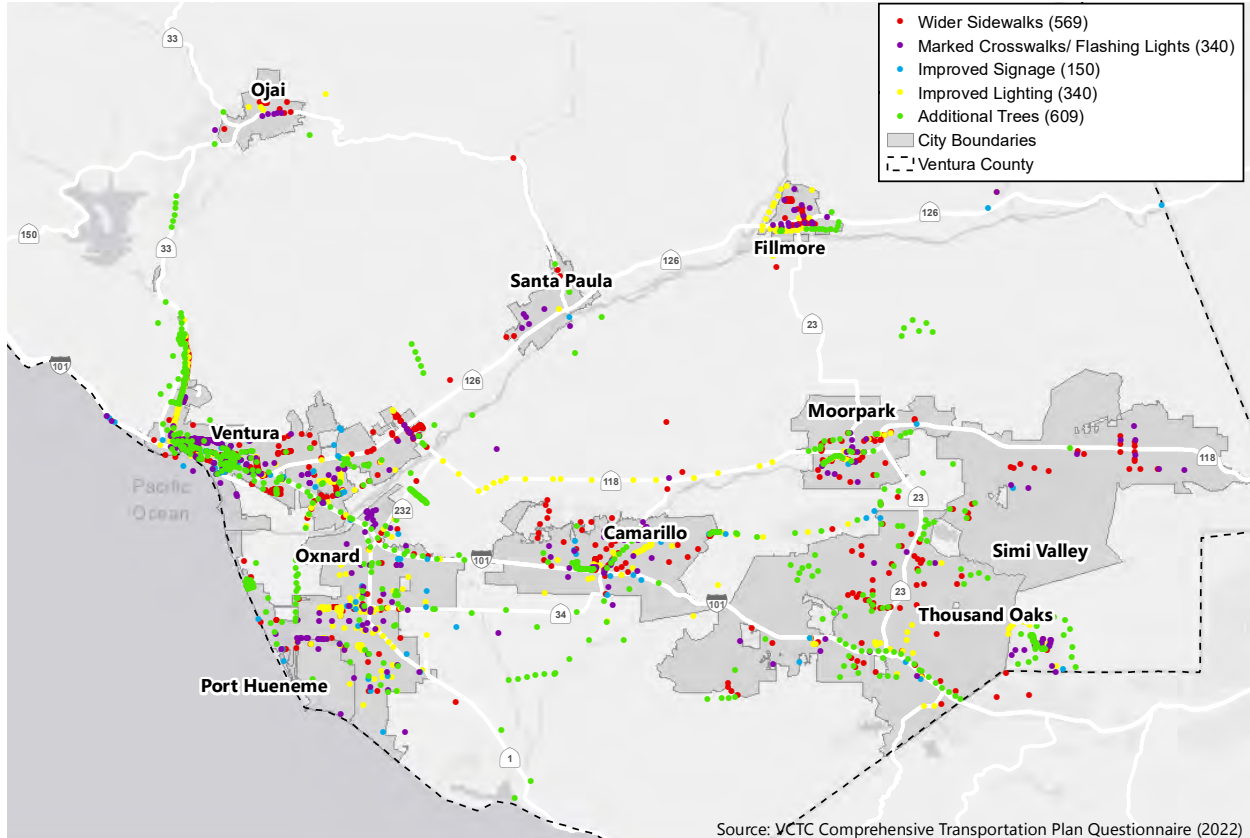 Wider Sidewalks (569)
Marked Crosswalks/ Flashing Lights (340)
Improved Signage (150)
Improved Lighting (340)
Additional Trees (609)
City Boundaries
Ventura County
33
Ojai
126
150
33
Fillmore
126
Santa Paula
23
101
126
Moorpark
Ventura
118
Pacific
Ocean
118
23
232
Camarillo
Oxnard
101
Simi Valley
23
101
34
Thousand Oaks
Port Hueneme
1
Source: VCTC Comprehensive Transportation Plan Questionnaire (2022)